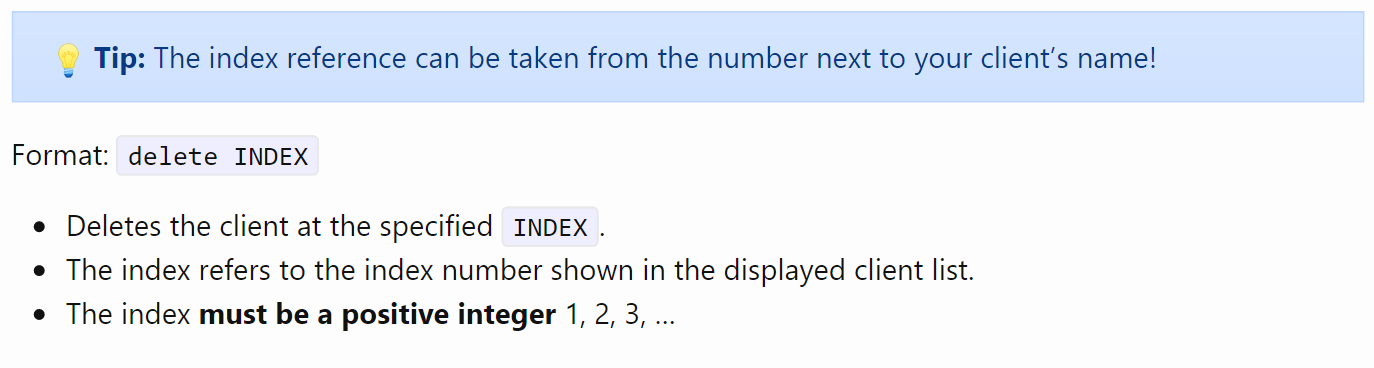 💡 Tip: The index reference can be taken from the number next to your client’s name!
Format: delete INDEX
• Deletes the client at the specified INDEX.
• The index refers to the index number shown in the displayed client list.
• The index must be a positive integer 1, 2, 3, …